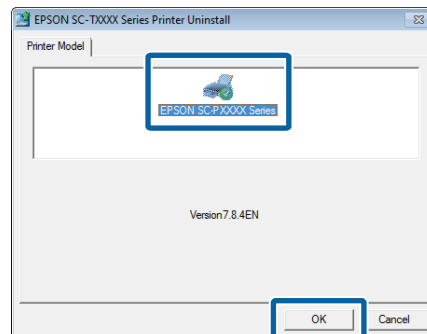 EPSON SC-TXXXX Series Printer Uninstall
Printer Model
EPSON SC-PXXXX Series
Version7.8.4EN
OK Cancel